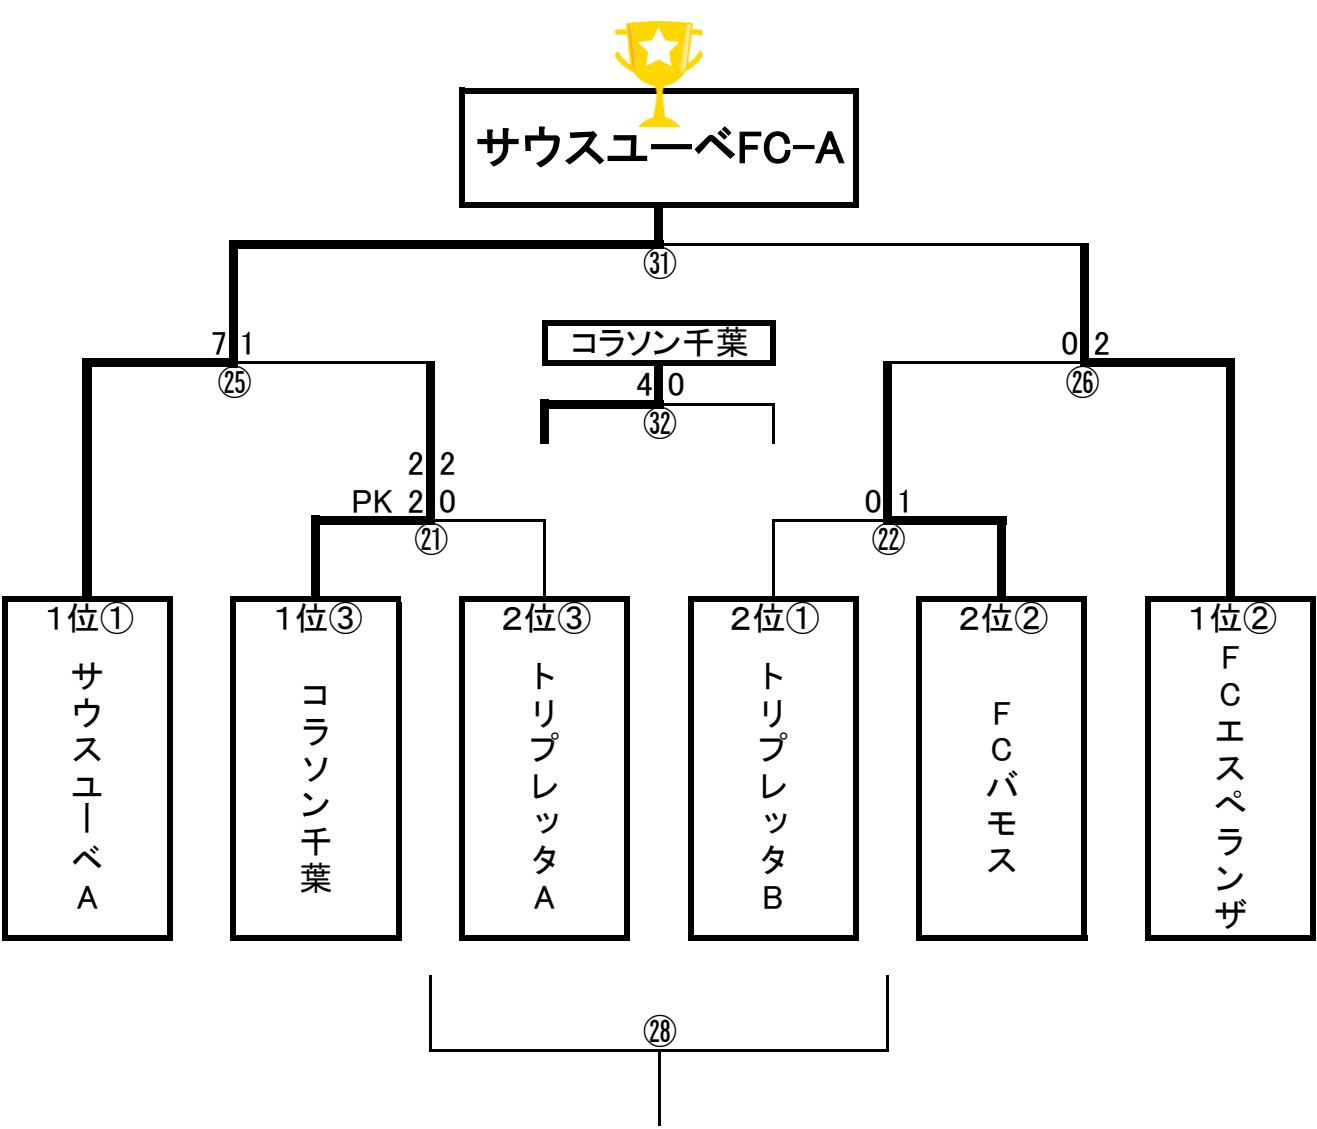 サウスユーベFC-A
㉛
7 1
㉕
コラソン千葉
4 0
㉜
0 2
㉖
2 2
PK 2 0
㉑
0 1
㉒
1位①
サウスユーベA
1位③
コラソン千葉
2位③
トリプレッタA
2位①
トリプレッタB
2位②
FCバモス
1位②
FCエスペランザ
㉘